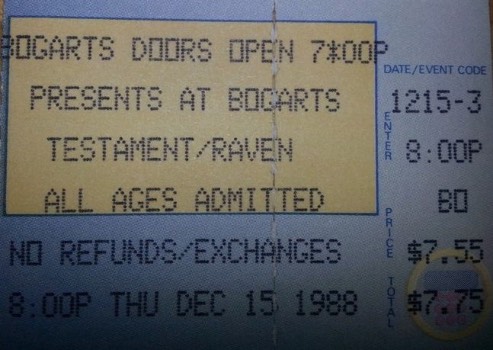 BOGARTS DOORS OPEN 7*00P
DATE/EVENT CODE
PRESENTS AT BOGARTS
1215-3
TESTAMENT/RAVEN
ENTER
8:00P
ALL AGES ADMITTED
BO
NO REFUNDS/EXCHANGES
PRICE
$7.55
8:00P THU DEC 15 1988
TOTAL
$7.75